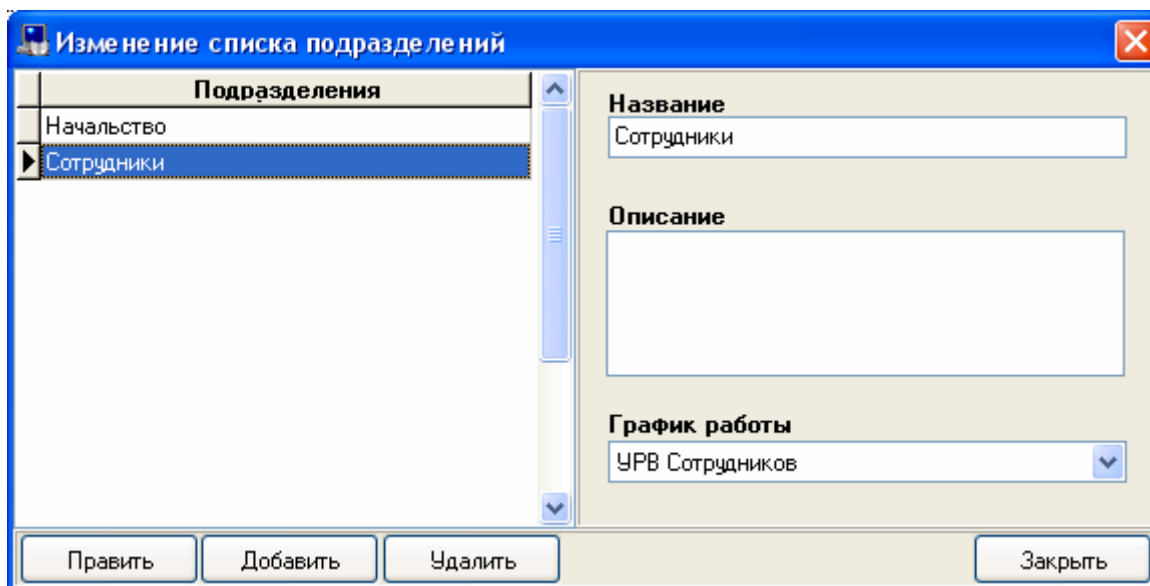 Изменение списка подразделений
Подразделения
Начальство
Сотрудники
Название
Сотрудники
Описание
График работы
УРВ Сотрудников
Править
Добавить
Удалить
Закрыть